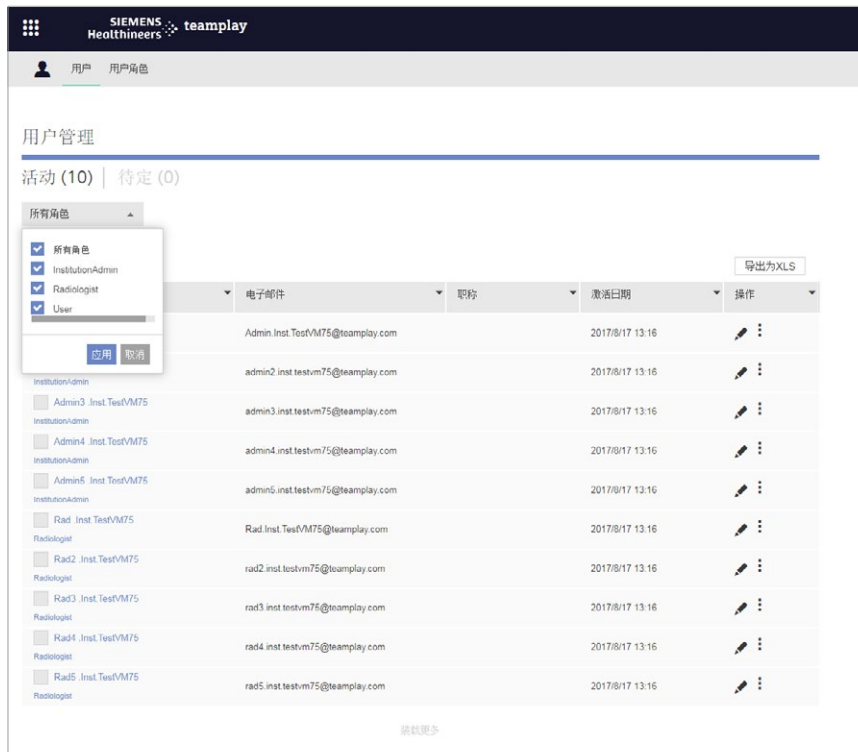 SIEMENS
Healthineers
teamplay
用户 用户角色
用户管理
活动 (10) 待定 (0)
所有角色
所有角色
InstitutionAdmin
Radiologist
User
应用 取消
导出为XLS
电子邮件 职称 激活日期 操作
Admin.Inst.TestVM75@teamplay.com 2017/8/17 13:16
admin2.inst.testvm75@teamplay.com 2017/8/17 13:16
InstitutionAdmin
Admin3 .Inst.TestVM75
admin3.inst.testvm75@teamplay.com 2017/8/17 13:16
InstitutionAdmin
Admin4 .Inst.TestVM75
admin4.inst.testvm75@teamplay.com 2017/8/17 13:16
InstitutionAdmin
Admin5 .Inst.TestVM75
admin5.inst.testvm75@teamplay.com 2017/8/17 13:16
InstitutionAdmin
Rad .Inst.TestVM75
Rad.Inst.TestVM75@teamplay.com 2017/8/17 13:16
Radiologist
Rad2 .Inst.TestVM75
rad2.inst.testvm75@teamplay.com 2017/8/17 13:16
Radiologist
Rad3 .Inst.TestVM75
rad3.inst.testvm75@teamplay.com 2017/8/17 13:16
Radiologist
Rad4 .Inst.TestVM75
rad4.inst.testvm75@teamplay.com 2017/8/17 13:16
Radiologist
Rad5 .Inst.TestVM75
rad5.inst.testvm75@teamplay.com 2017/8/17 13:16
Radiologist
更多